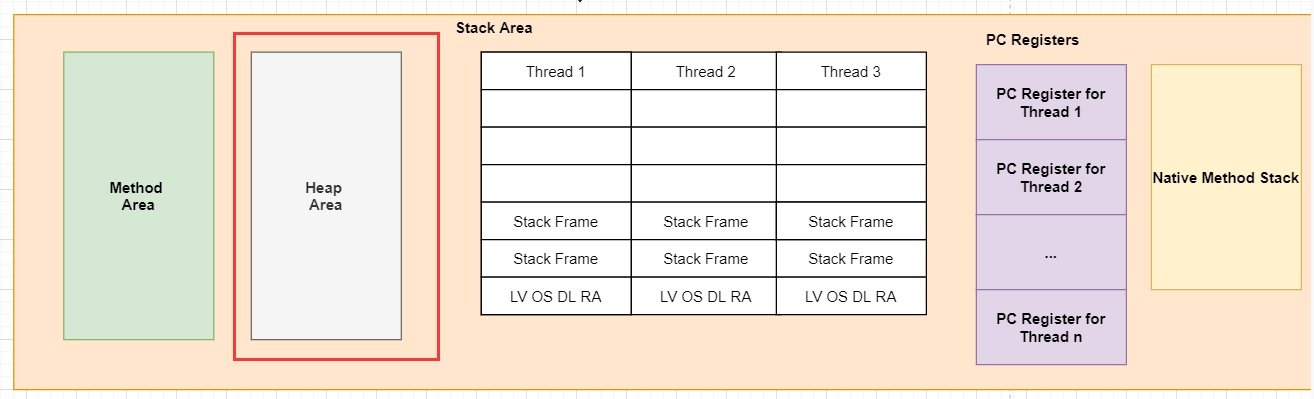 Stack Area
PC Registers
Method
Area
Heap
Area
Thread 1
Thread 2
Thread 3
Stack Frame
Stack Frame
Stack Frame
Stack Frame
Stack Frame
Stack Frame
LV OS DL RA
LV OS DL RA
LV OS DL RA
PC Register for
Thread 1
PC Register for
Thread 2
...
PC Register for
Thread n
Native Method Stack